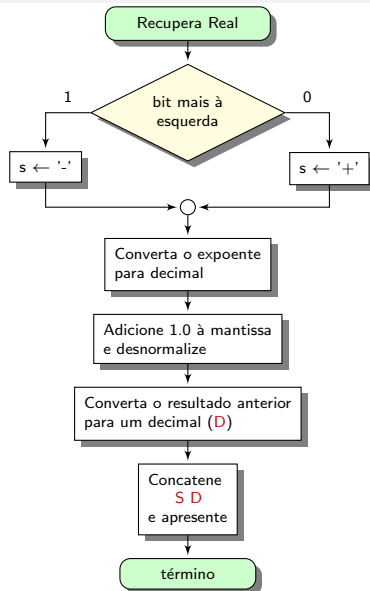 Recupera Real
bit mais à
esquerda
1
0
s ← '-'
s ← '+'
Converta o expoente
para decimal
Adicione 1.0 à mantissa
e desnormalize
Converta o resultado anterior
para um decimal (D)
Concatene
S D
e apresente
término